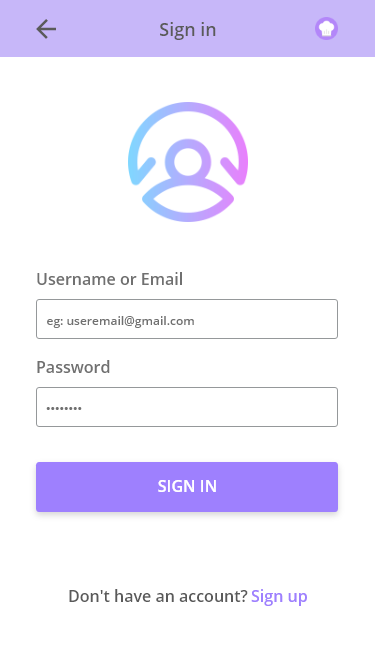 Sign in
Username or Email
eg: useremail@gmail.com
Password
••••••••
SIGN IN
Don't have an account? Sign up